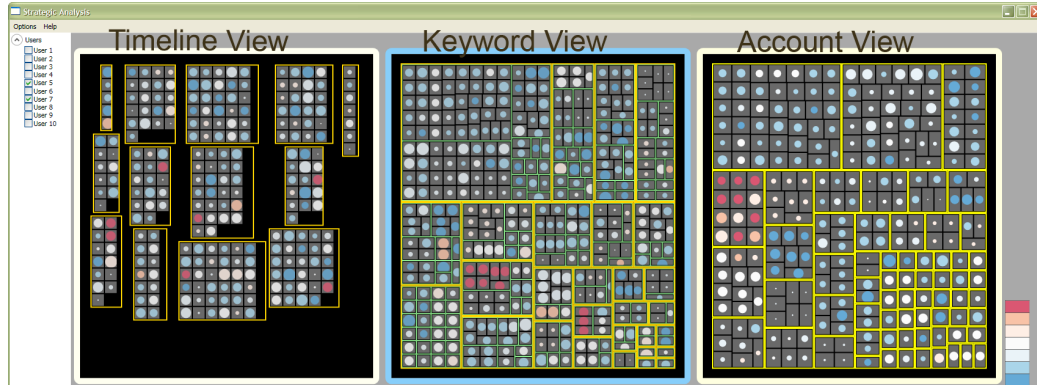 Strategic Analysis
Options Help
Users
User 1
User 2
User 3
User 4
User 5
User 6
User 7
User 8
User 9
User 10
Timeline View
Keyword View
Account View